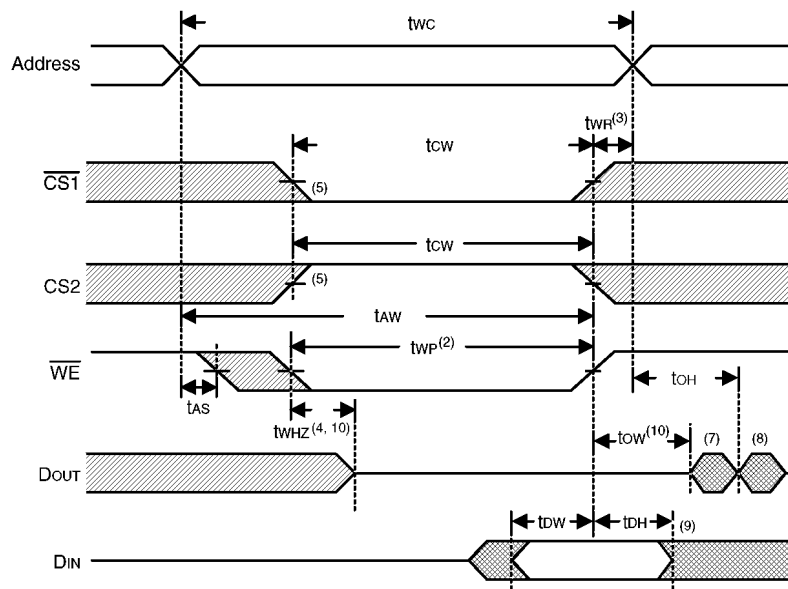 tWC
Address
tWR(3)
tCW
CS1
(5)
tCW
CS2
(5)
tAW
tWP(2)
WE
tAS
tOH
tWHZ(4, 10)
tOW(10)
(7)
(8)
DOUT
tDW
tDH
(9)
DIN